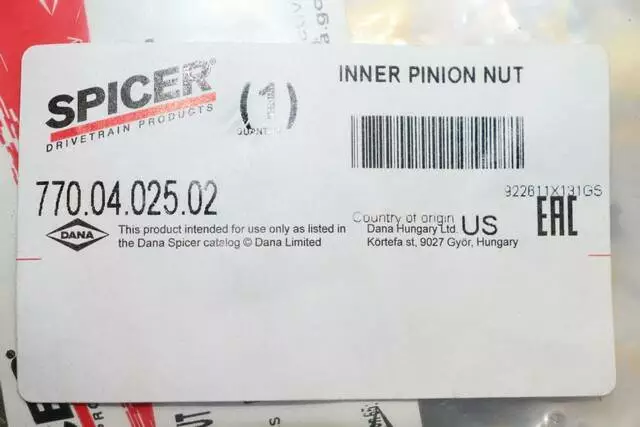 SPICER®
DRIVETRAIN PRODUCTS
(1)
QUANTITY
INNER PINION NUT
770.04.025.02
922611X131GS
EAC
DANA
This product intended for use only as listed in
the Dana Spicer catalog © Dana Limited
Country of origin US
Dana Hungary Ltd.
Körtefa st, 9027 Györ, Hungary